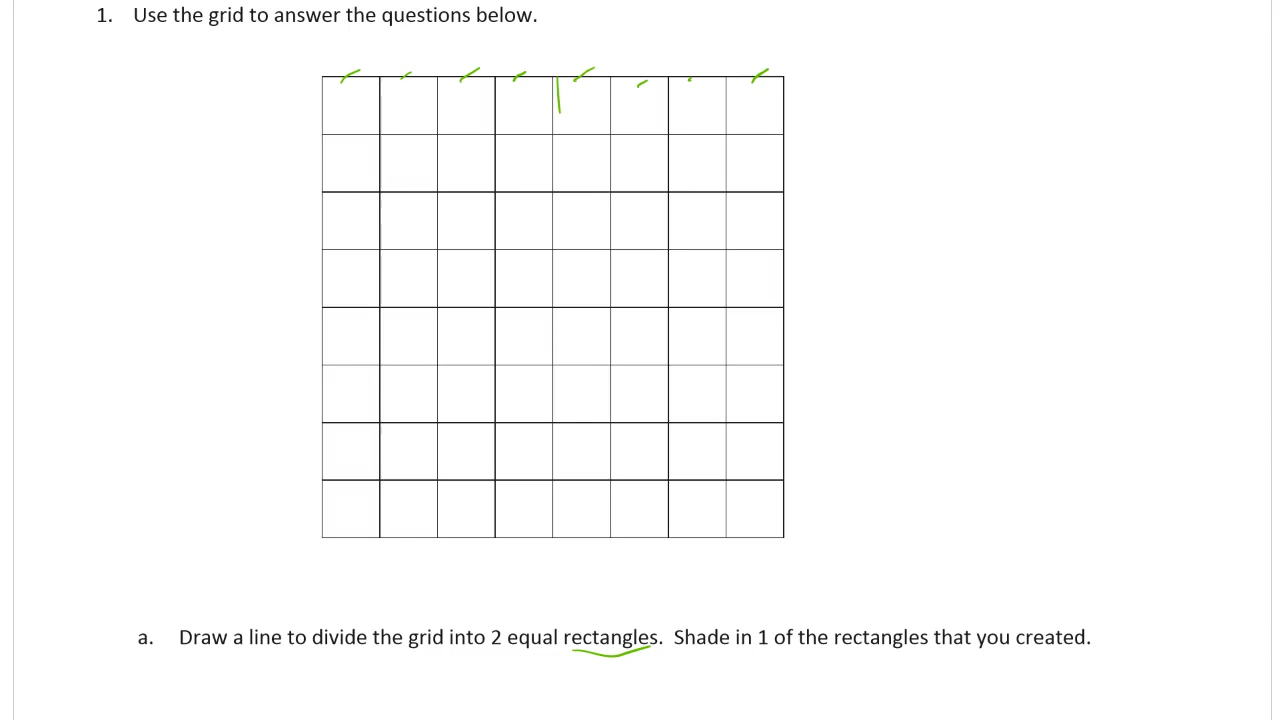 1. Use the grid to answer the questions below.
a. Draw a line to divide the grid into 2 equal rectangles. Shade in 1 of the rectangles that you created.